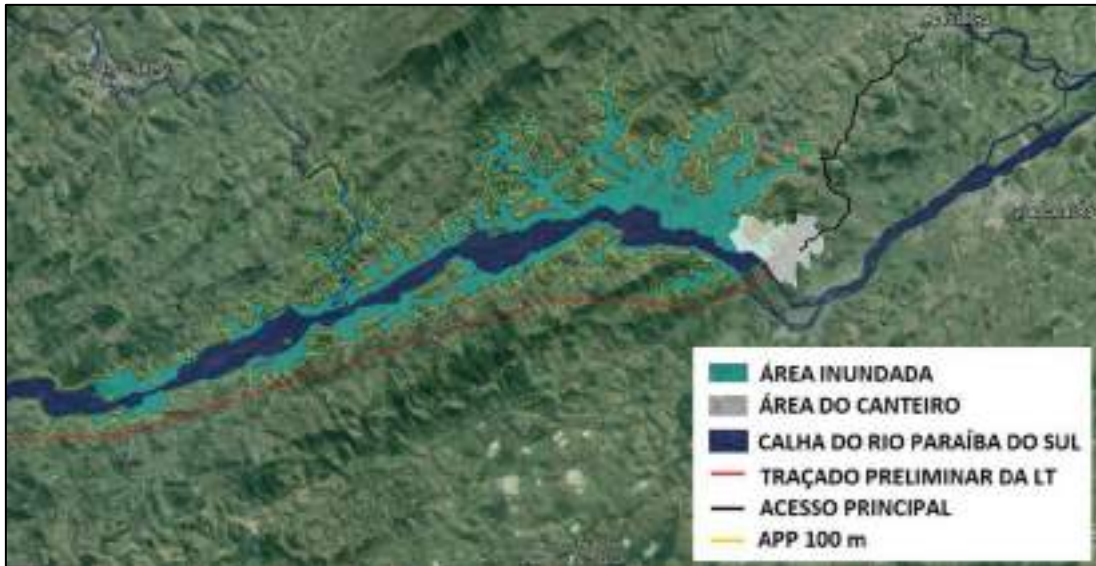 ÁREA INUNDADA
ÁREA DO CANTEIRO
CALHA DO RIO PARAÍBA DO SUL
TRAÇADO PRELIMINAR DA LT
ACESSO PRINCIPAL
APP 100 m